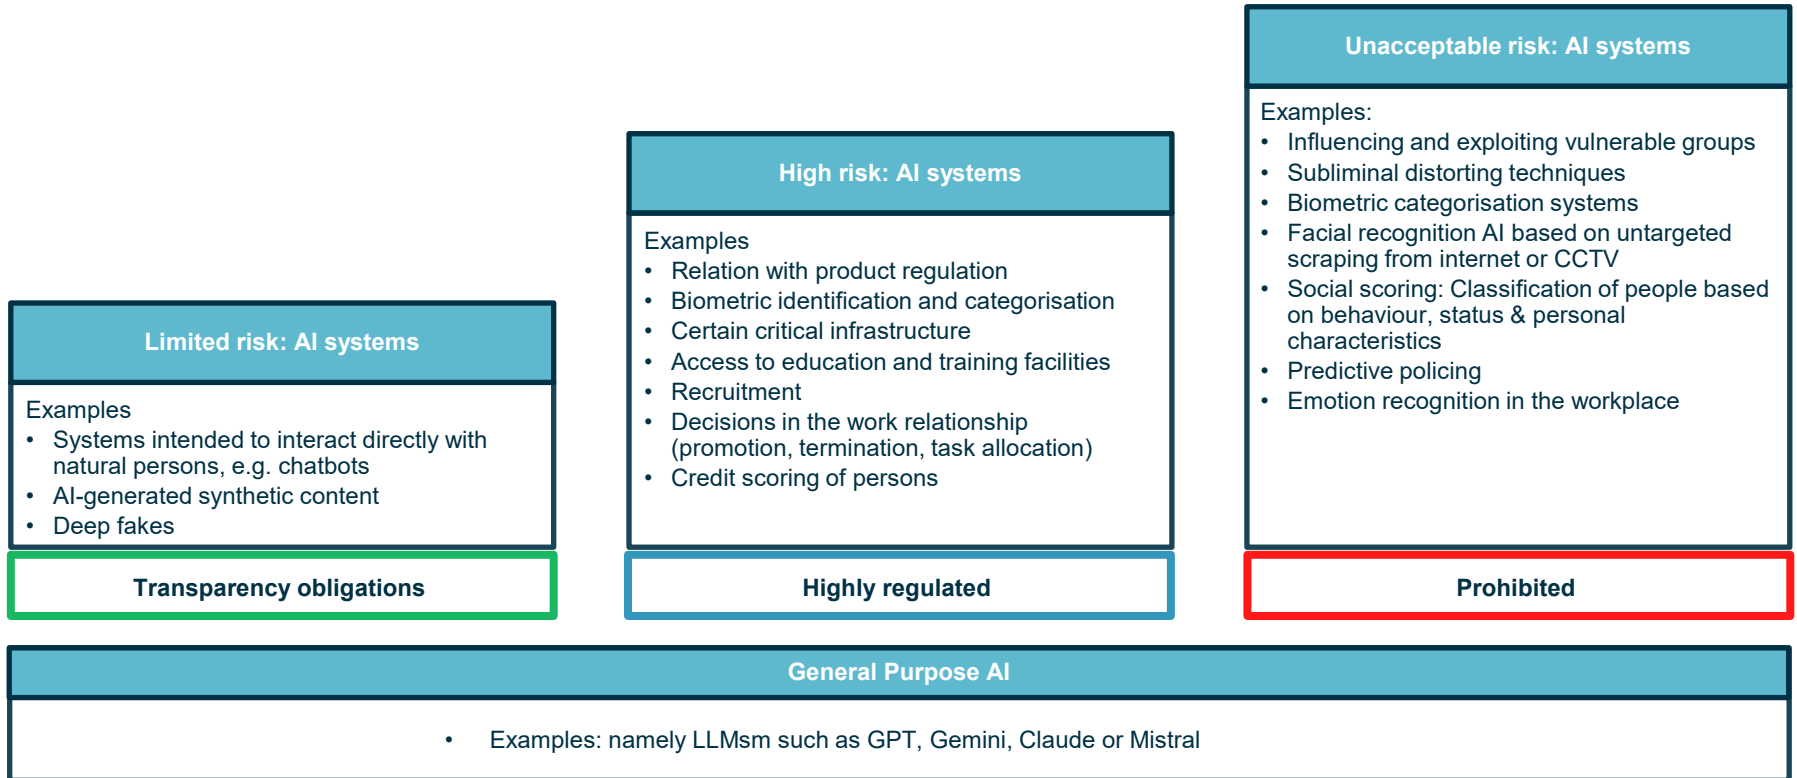 Limited risk: AI systems
Examples
• Systems intended to interact directly with
natural persons, e.g. chatbots
• AI-generated synthetic content
• Deep fakes
Transparency obligations
High risk: AI systems
Examples
• Relation with product regulation
• Biometric identification and categorisation
• Certain critical infrastructure
• Access to education and training facilities
• Recruitment
• Decisions in the work relationship
(promotion, termination, task allocation)
• Credit scoring of persons
Highly regulated
Unacceptable risk: AI systems
Examples:
• Influencing and exploiting vulnerable groups
• Subliminal distorting techniques
• Biometric categorisation systems
• Facial recognition AI based on untargeted
scraping from internet or CCTV
• Social scoring: Classification of people based
on behaviour, status & personal
characteristics
• Predictive policing
• Emotion recognition in the workplace
Prohibited
General Purpose AI
• Examples: namely LLMsm such as GPT, Gemini, Claude or Mistral